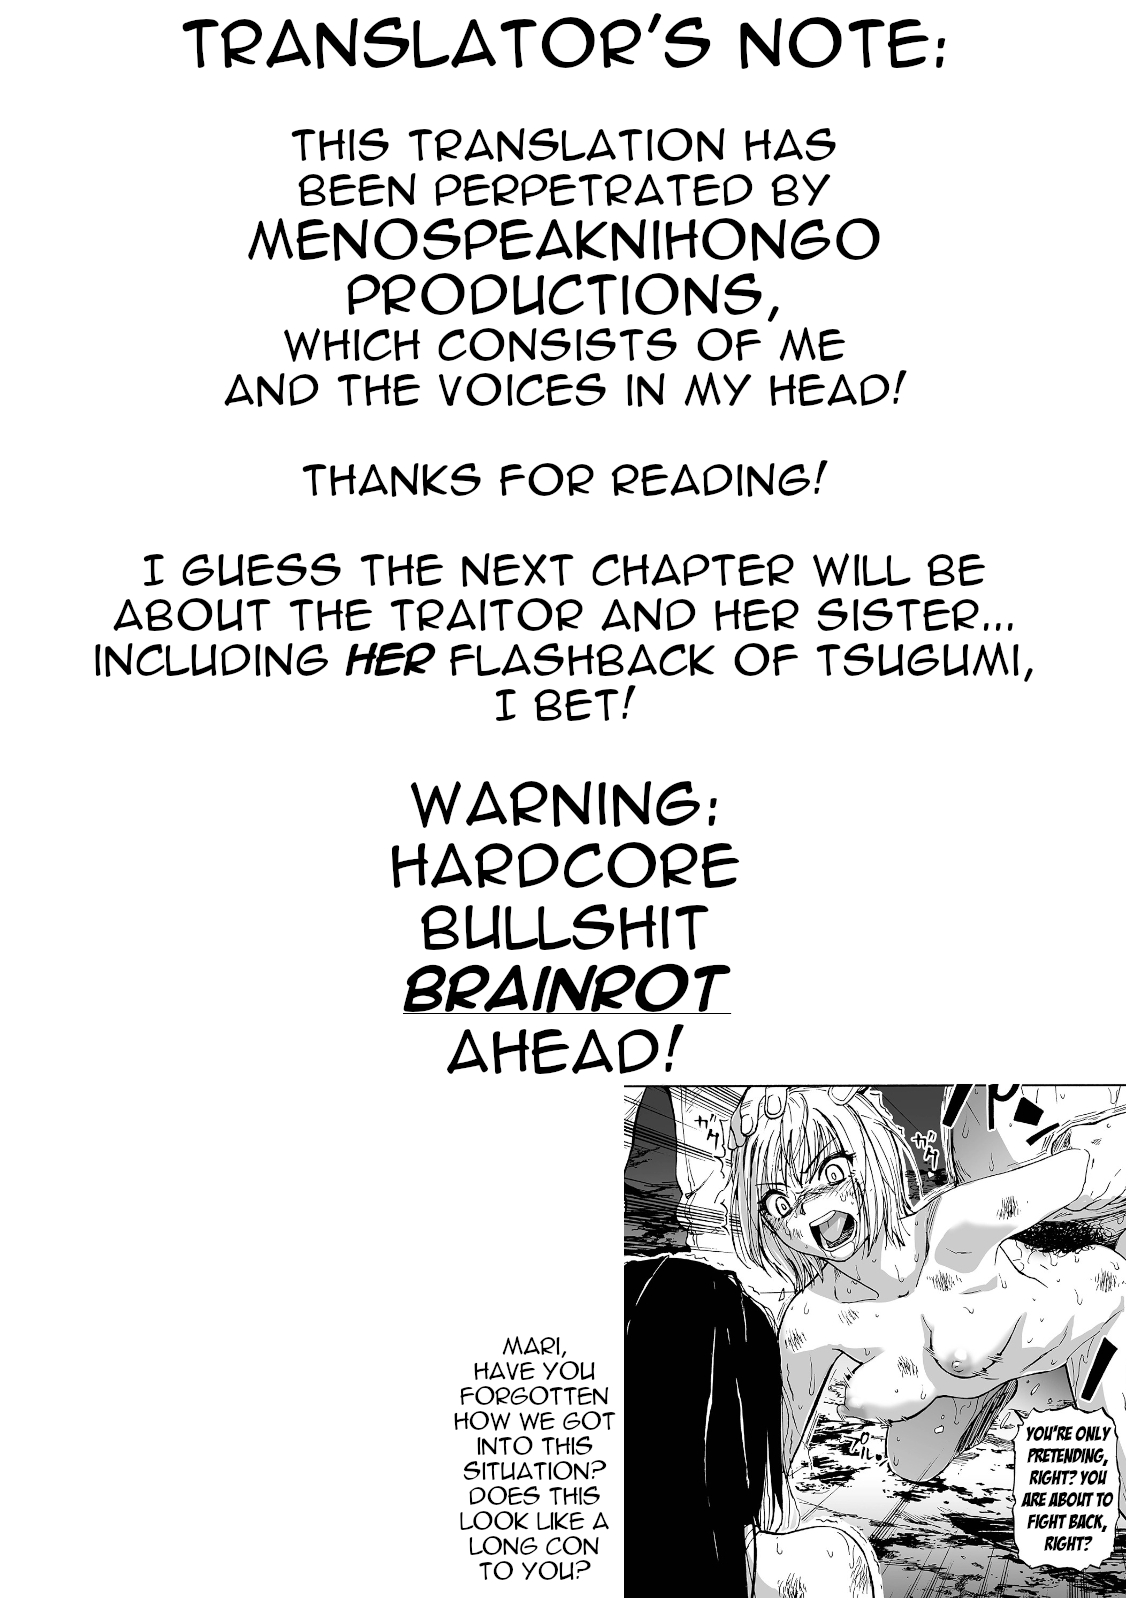 TRANSLATOR'S NOTE:
THIS TRANSLATION HAS
BEEN PERPETRATED BY
MENOSPEAKNIHONGO
PRODUCTIONS,
WHICH CONSISTS OF ME
AND THE VOICES IN MY HEAD!
THANKS FOR READING!
I GUESS THE NEXT CHAPTER WILL BE
ABOUT THE TRAITOR AND HER SISTER...
INCLUDING HER FLASHBACK OF TSUGUMI,
I BET!
WARNING:
HARDCORE
BULLSHIT
BRAINROT
AHEAD!
MARI,
HAVE YOU
FORGOTTEN
HOW WE GOT
INTO THIS
SITUATION?
DOES THIS
LOOK LIKE A
LONG CON
TO YOU?
ガク
ガク
YOU'RE ONLY
PRETENDING,
RIGHT? YOU
ARE ABOUT TO
FIGHT BACK,
RIGHT?